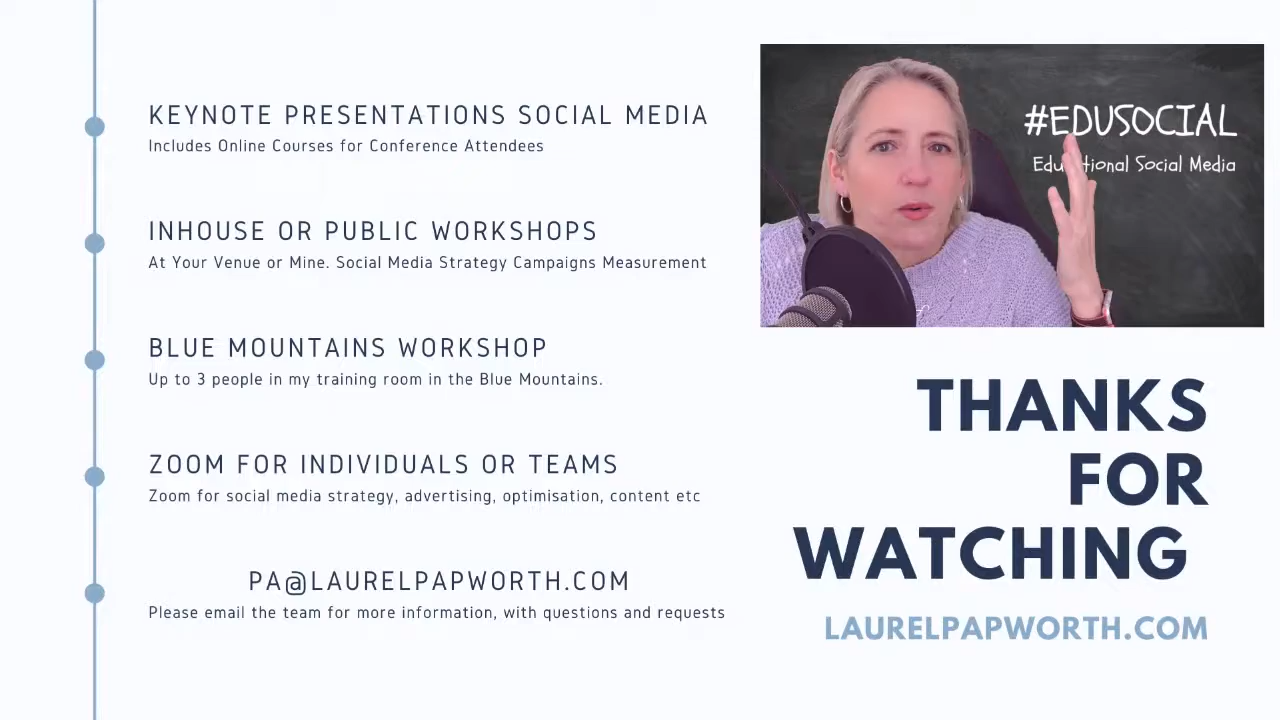 KEYNOTE PRESENTATIONS SOCIAL MEDIA
Includes Online Courses for Conference Attendees
INHOUSE OR PUBLIC WORKSHOPS
At Your Venue or Mine. Social Media Strategy Campaigns Measurement
BLUE MOUNTAINS WORKSHOP
Up to 3 people in my training room in the Blue Mountains.
ZOOM FOR INDIVIDUALS OR TEAMS
Zoom for social media strategy, advertising, optimisation, content etc
PA@LAURELPAPWORTH.COM
Please email the team for more information, with questions and requests
#EDUSOCIAL
Educational Social Media
THANKS
FOR
WATCHING
LAURELPAPWORTH.COM